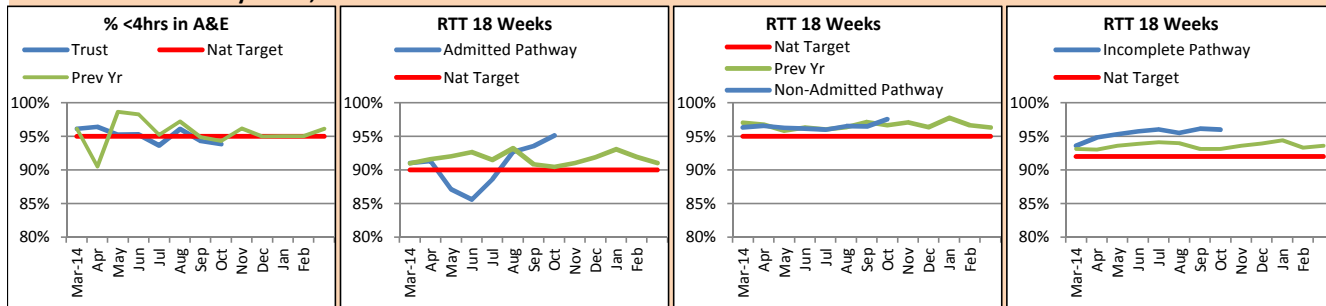 % <4hrs in A&E
Trust
Nat Target
Prev Yr
100%
95%
90%
85%
80%
Mar-14
Apr
May
Jun
Jul
Aug
Sep
Oct
Nov
Dec
Jan
Feb
RTT 18 Weeks
Admitted Pathway
Nat Target
100%
95%
90%
85%
80%
Mar-14
Apr
May
Jun
Jul
Aug
Sep
Oct
Nov
Dec
Jan
Feb
RTT 18 Weeks
Nat Target
Prev Yr
Non-Admitted Pathway
100%
95%
90%
85%
80%
Mar-14
Apr
May
Jun
Jul
Aug
Sep
Oct
Nov
Dec
Jan
Feb
RTT 18 Weeks
Incomplete Pathway
Nat Target
100%
95%
90%
85%
80%
Mar-14
Apr
May
Jun
Jul
Aug
Sep
Oct
Nov
Dec
Jan
Feb